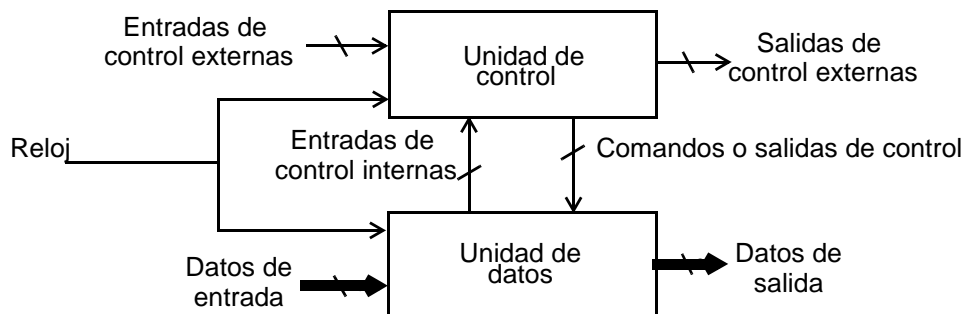 Entradas de
control externas
Unidad de
control
Salidas de
control externas
Reloj
Entradas de
control internas
Comandos o salidas de control
Datos de
entrada
Unidad de
datos
Datos de
salida